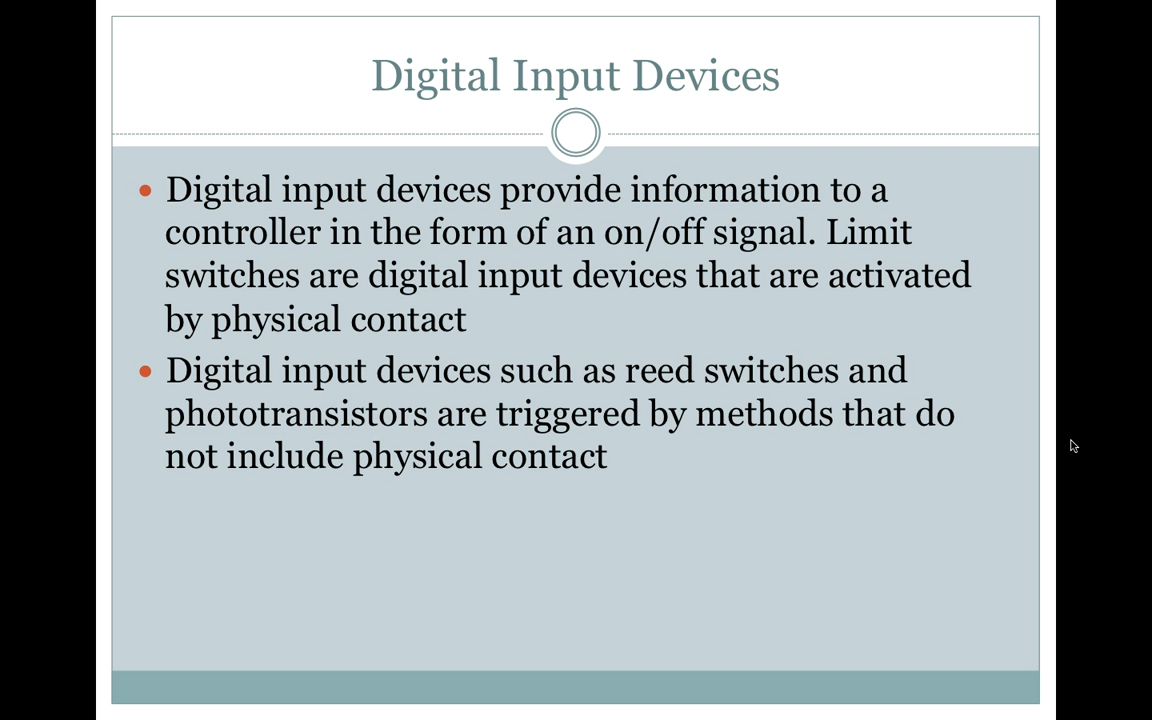 Digital Input Devices
• Digital input devices provide information to a
controller in the form of an on/off signal. Limit
switches are digital input devices that are activated
by physical contact
• Digital input devices such as reed switches and
phototransistors are triggered by methods that do
not include physical contact